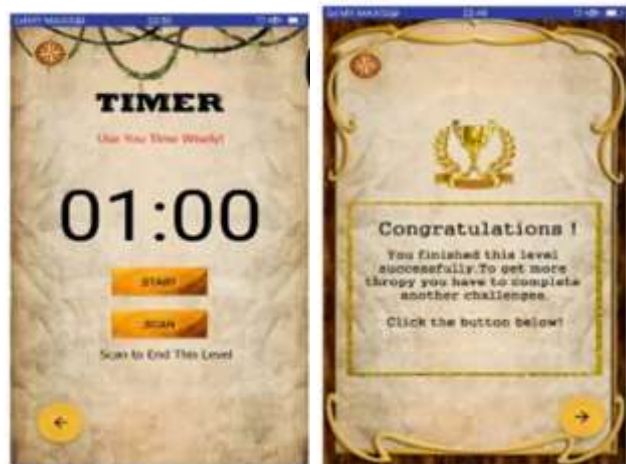 TIMER
Use You Time Wisely!
01:00
START
SCAN
Scan to End This Level
Congratulations !
You finished this level
successfully.To get more
thropy you have to complete
another challenges.
Click the button below!